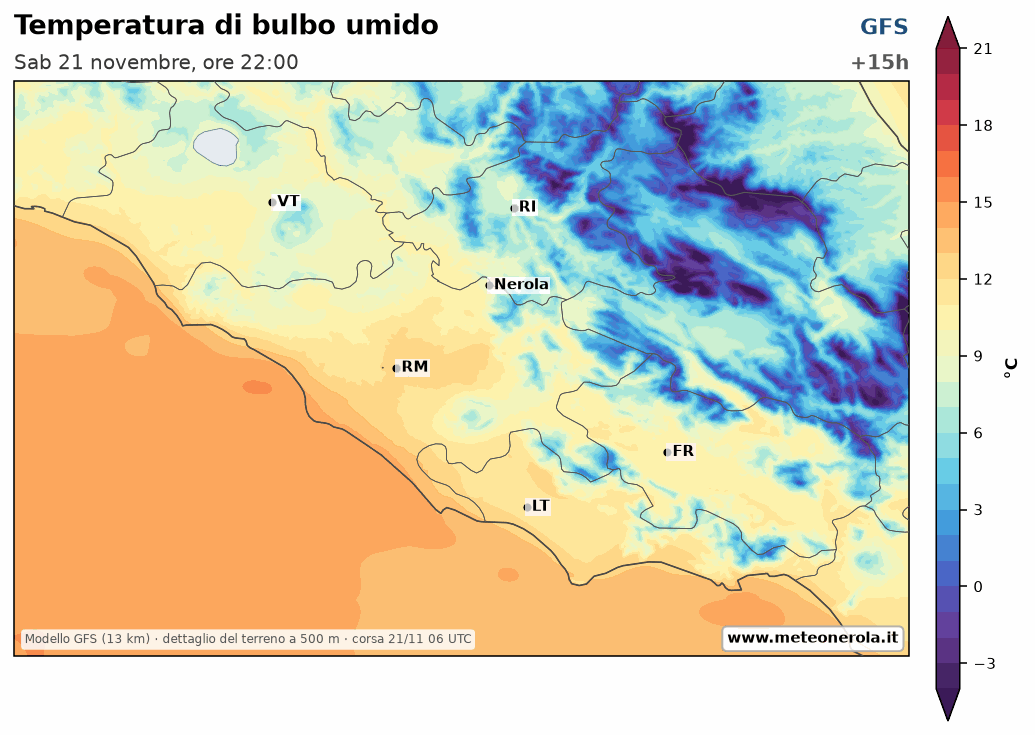 Temperatura di bulbo umido
GFS
Sab 21 novembre, ore 22:00
+15h
VT
RI
Nerola
RM
FR
LT
Modello GFS (13 km) · dettaglio del terreno a 500 m · corsa 21/11 06 UTC
www.meteonerola.it
21
18
15
12
9
6
3
0
−3
°C